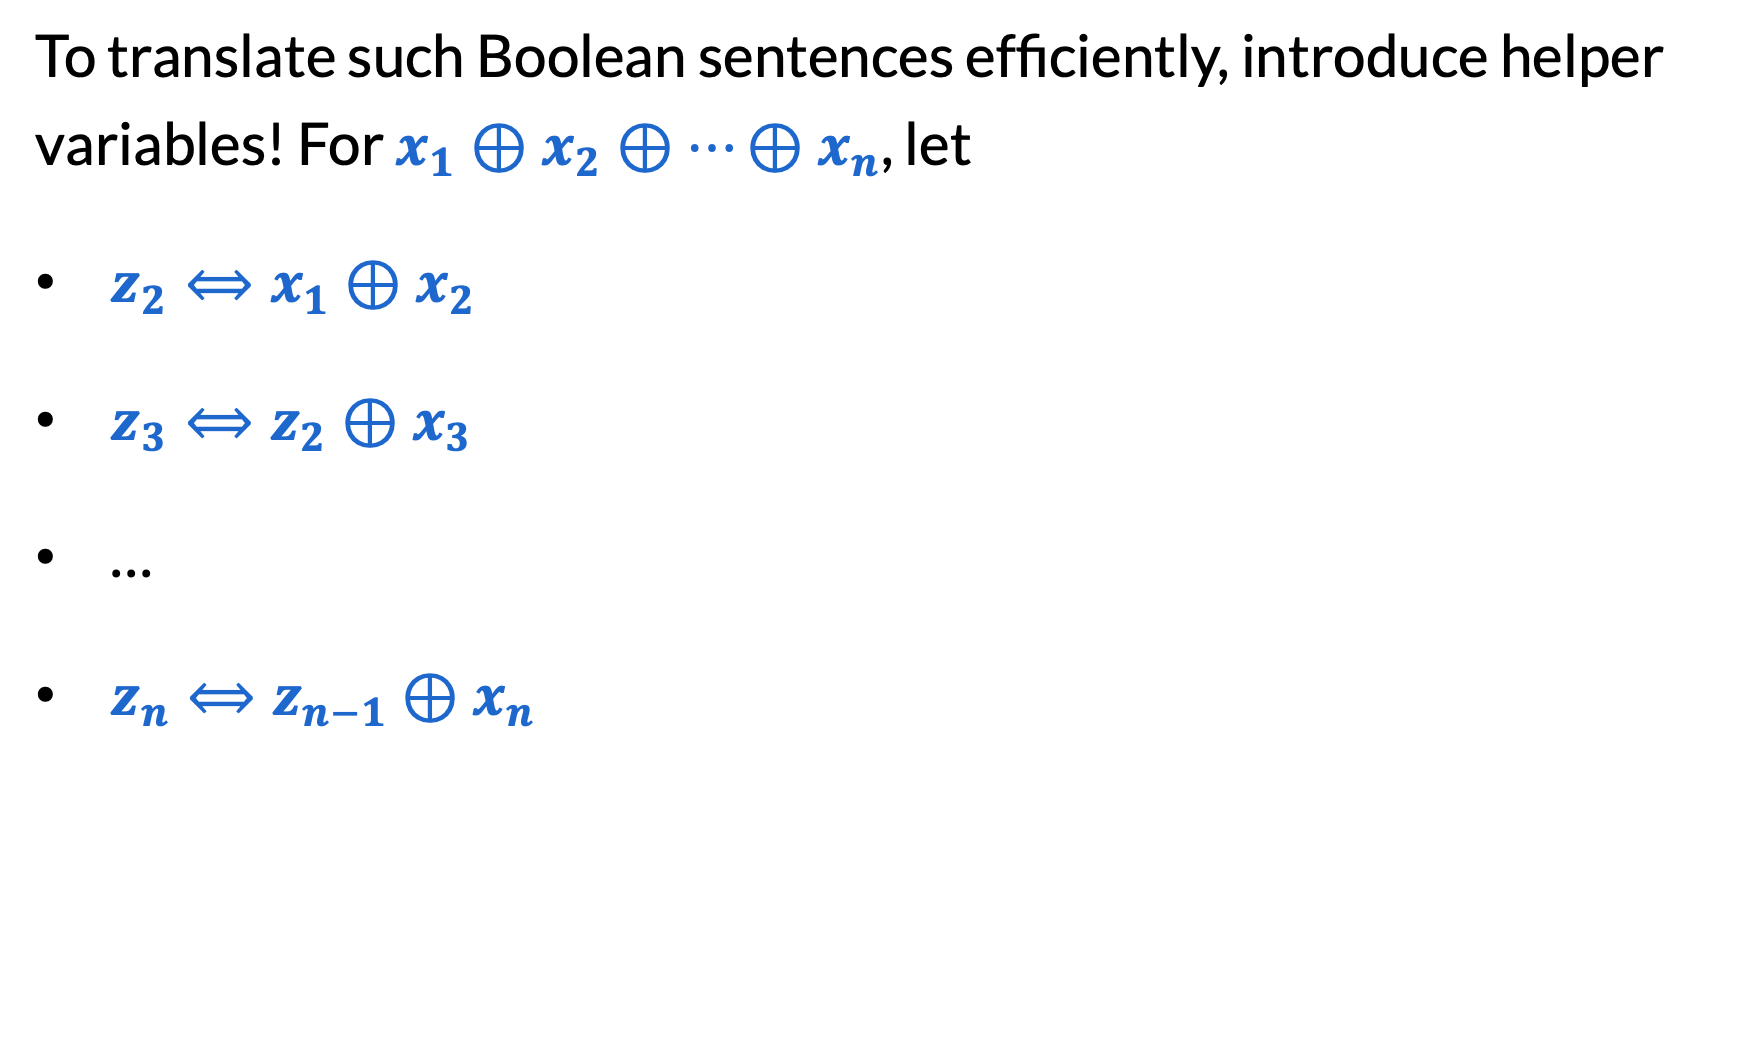 To translate such Boolean sentences efficiently, introduce helper
variables! For x₁ ⊕ x₂ ⊕ ⋯ ⊕ xₙ, let
• z₂ ⟺ x₁ ⊕ x₂
• z₃ ⟺ z₂ ⊕ x₃
• ...
• zₙ ⟺ zₙ₋₁ ⊕ xₙ